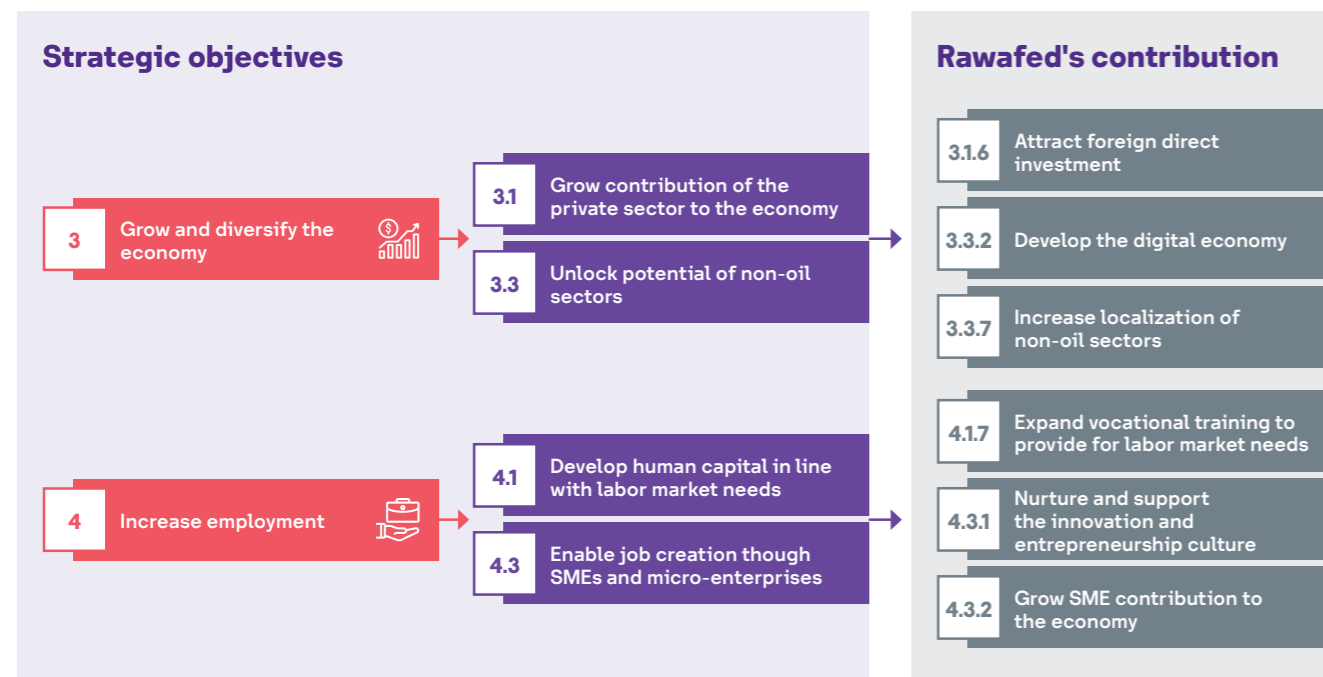 Strategic objectives
3
Grow and diversify the
economy
3.1
Grow contribution of the
private sector to the economy
3.3
Unlock potential of non-oil
sectors
4
Increase employment
4.1
Develop human capital in line
with labor market needs
4.3
Enable job creation though
SMEs and micro-enterprises
Rawafed's contribution
3.1.6
Attract foreign direct
investment
3.3.2
Develop the digital economy
3.3.7
Increase localization of
non-oil sectors
4.1.7
Expand vocational training to
provide for labor market needs
4.3.1
Nurture and support
the innovation and
entrepreneurship culture
4.3.2
Grow SME contribution to
the economy